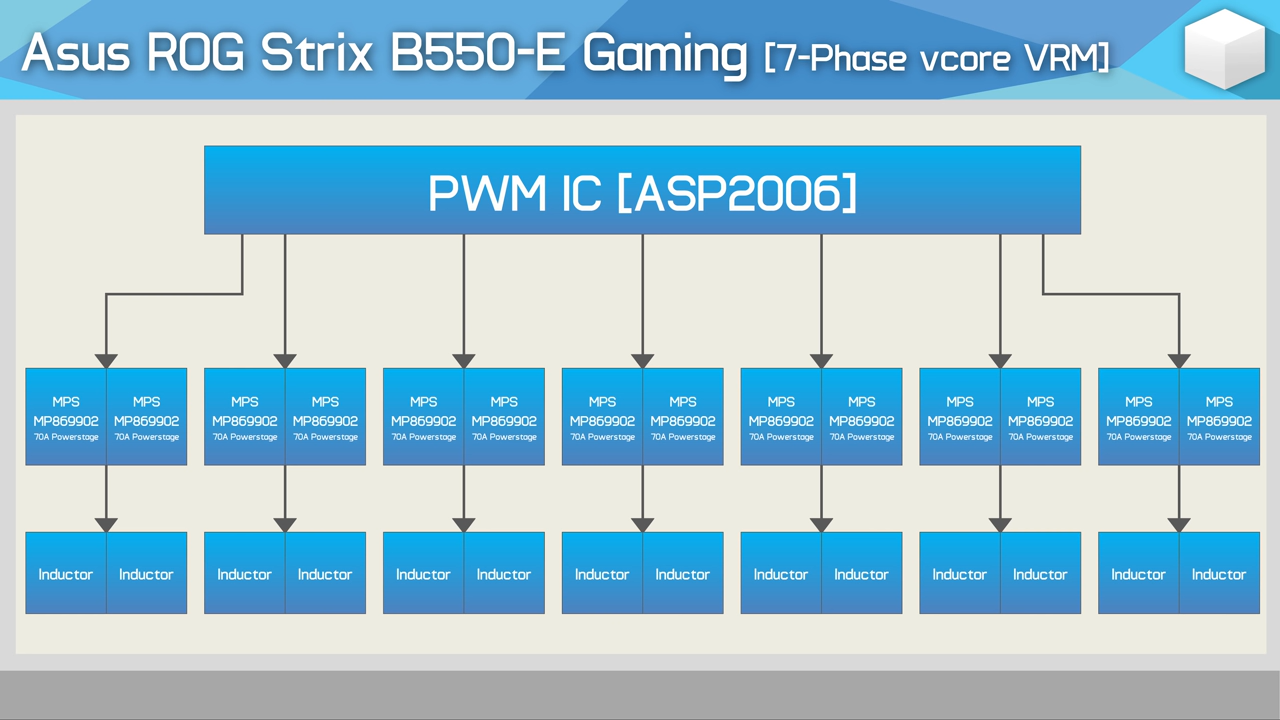 Asus ROG Strix B550-E Gaming [7-Phase vcore VRM]
PWM IC [ASP2006]
MPS MPS MPS MPS MPS MPS MPS MPS MPS MPS MPS MPS MPS MPS
MP869902 MP869902 MP869902 MP869902 MP869902 MP869902 MP869902 MP869902 MP869902 MP869902 MP869902 MP869902 MP869902 MP869902
70A Powerstage 70A Powerstage 70A Powerstage 70A Powerstage 70A Powerstage 70A Powerstage 70A Powerstage 70A Powerstage 70A Powerstage 70A Powerstage 70A Powerstage 70A Powerstage 70A Powerstage 70A Powerstage
Inductor Inductor Inductor Inductor Inductor Inductor Inductor Inductor Inductor Inductor Inductor Inductor Inductor Inductor